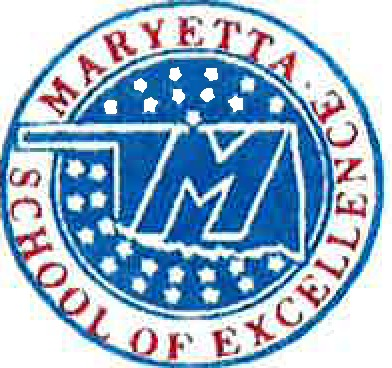 MARYETTA
SCHOOL OF EXCELLENCE
M